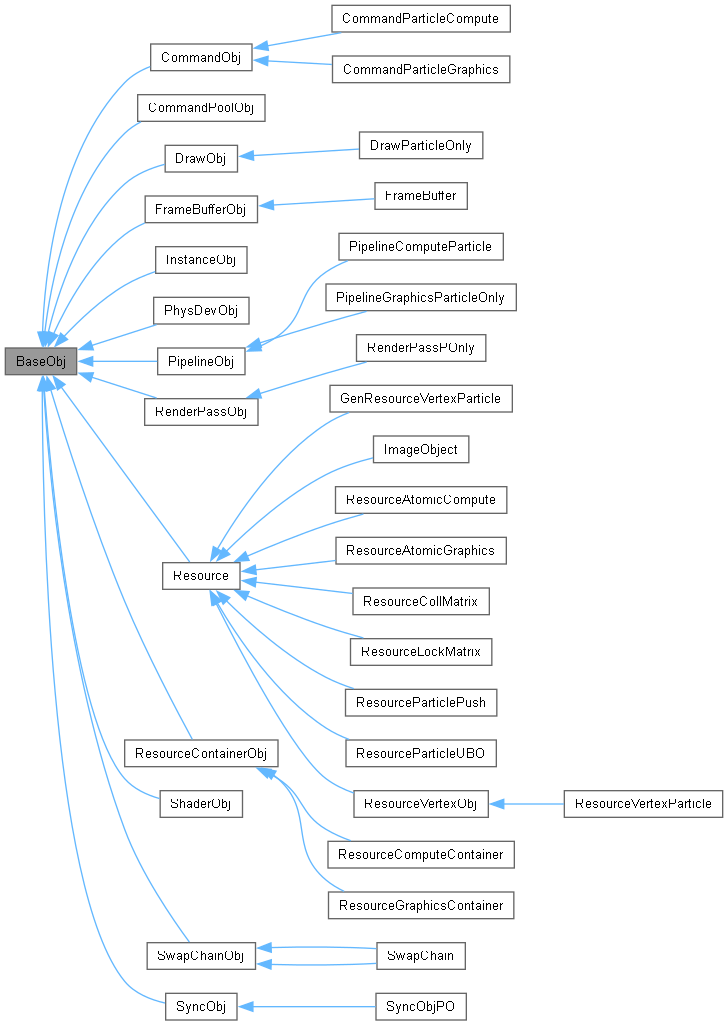 CommandParticleCompute
CommandObj
CommandParticleGraphics
CommandPoolObj
DrawParticleOnly
DrawObj
FrameBuffer
FrameBufferObj
PipelineComputeParticle
InstanceObj
PipelineGraphicsParticleOnly
PhysDevObj
RenderPassPOnly
BaseObj
PipelineObj
GenResourceVertexParticle
RenderPassObj
ImageObject
ResourceAtomicCompute
ResourceAtomicGraphics
Resource
ResourceCollMatrix
ResourceLockMatrix
ResourceParticlePush
ResourceContainerObj
ResourceParticleUBO
ShaderObj
ResourceVertexObj
ResourceVertexParticle
ResourceComputeContainer
ResourceGraphicsContainer
SwapChainObj
SwapChain
SyncObj
SyncObjPO